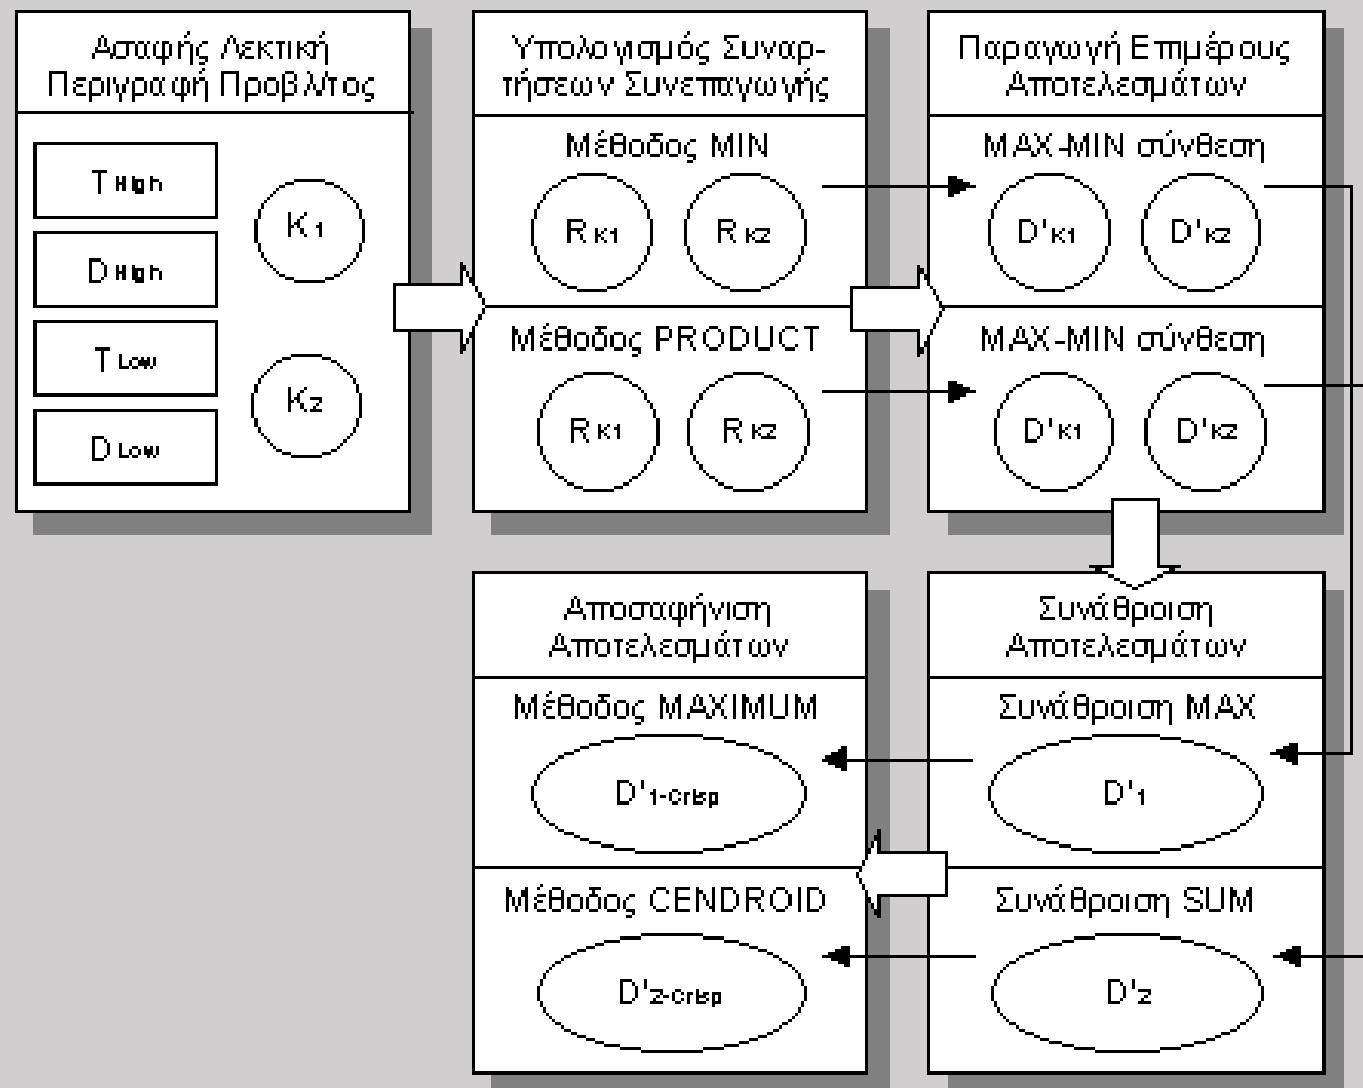 Ασαφής Λεκτική
Περιγραφή Προβλ/τος
T High
D High
T Low
D Low
K1
K2
Υπολογισμός Συναρ-
τήσεων Συνεπαγωγής
Μέθοδος MIN
R K1
R K2
Μέθοδος PRODUCT
R K1
R K2
Παραγωγή Επιμέρους
Αποτελεσμάτων
MAX-MIN σύνθεση
D'K1
D'K2
MAX-MIN σύνθεση
D'K1
D'K2
Αποσαφήνιση
Αποτελεσμάτων
Μέθοδος MAXIMUM
D'1-Crisp
Μέθοδος CENDROID
D'2-Crisp
Συνάθροιση
Αποτελεσμάτων
Συνάθροιση MAX
D'1
Συνάθροιση SUM
D'2